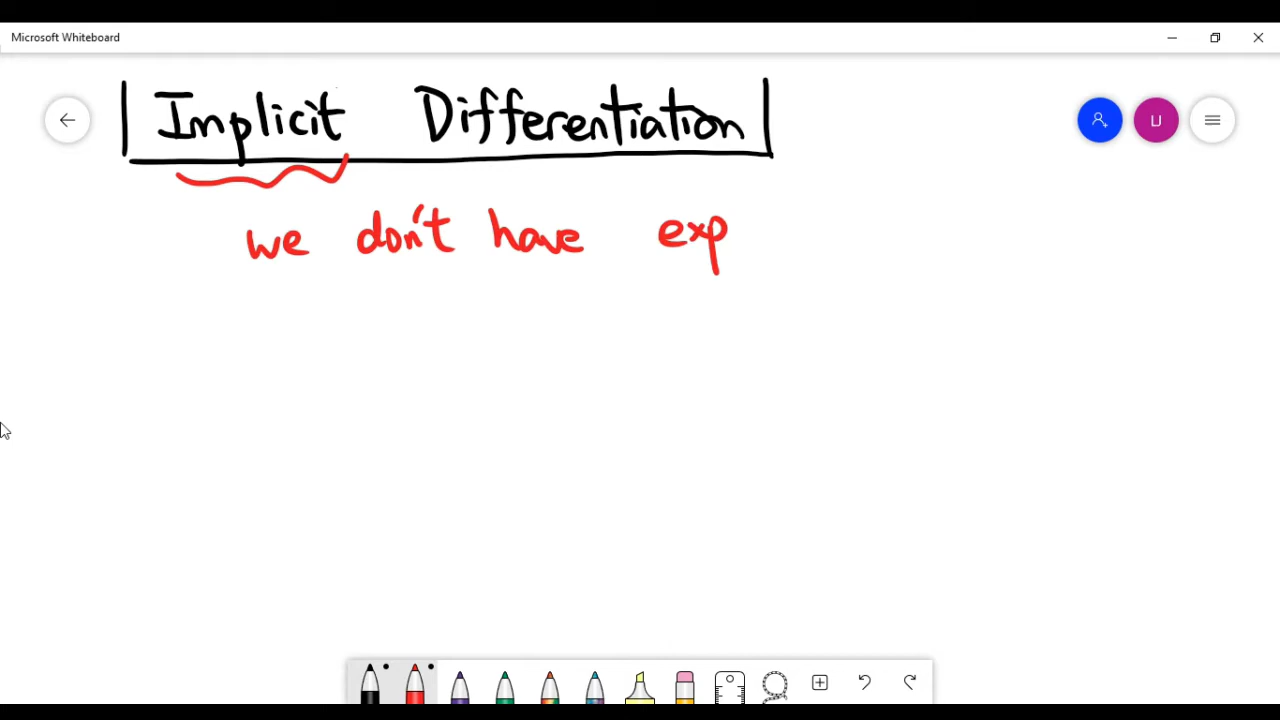 Microsoft Whiteboard
Implicit Differentiation
U
we don't have exp